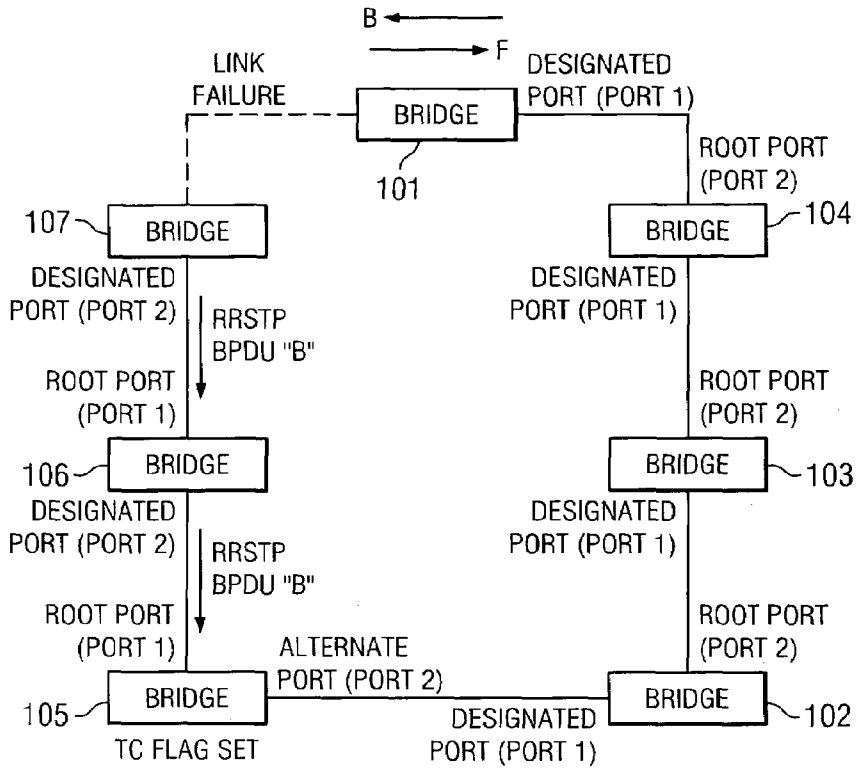 B
F
LINK
FAILURE
DESIGNATED
PORT (PORT 1)
BRIDGE
101
ROOT PORT
(PORT 2)
107
BRIDGE
BRIDGE
104
DESIGNATED
PORT (PORT 2)
RRSTP
BPDU "B"
DESIGNATED
PORT (PORT 1)
ROOT PORT
(PORT 1)
ROOT PORT
(PORT 2)
106
BRIDGE
BRIDGE
103
DESIGNATED
PORT (PORT 2)
RRSTP
BPDU "B"
DESIGNATED
PORT (PORT 1)
ROOT PORT
(PORT 1)
ALTERNATE
PORT (PORT 2)
ROOT PORT
(PORT 2)
105
BRIDGE
BRIDGE
102
TC FLAG SET
DESIGNATED
PORT (PORT 1)